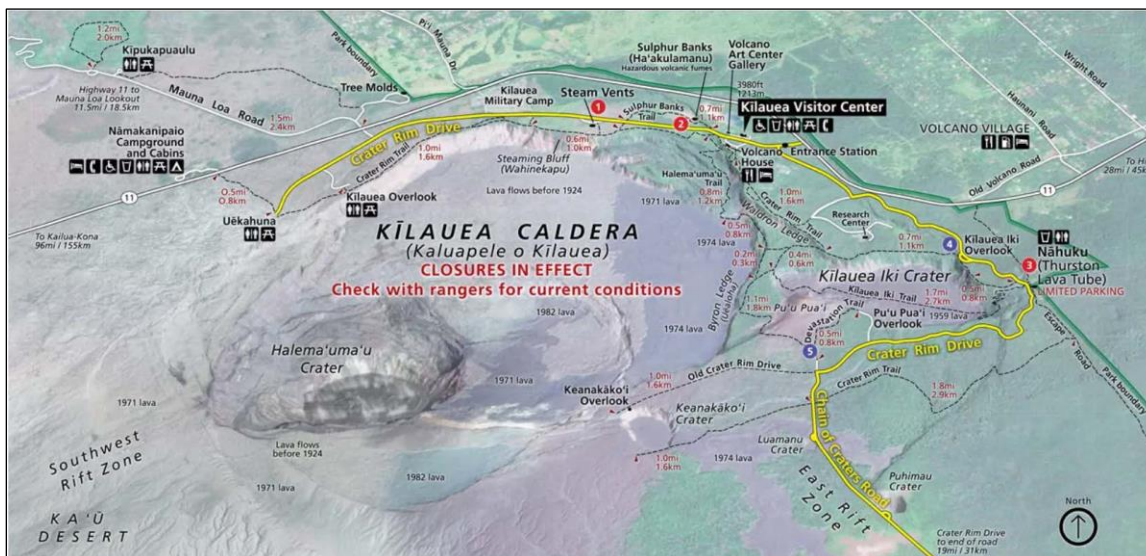 1.2mi
2.0km
Kīpukapuaulu
Highway 11 to
Mauna Loa Lookout
11.5mi / 18.5km
Mauna Loa Road
1.5mi
2.4km
Park boundary
Pi'i Mauna Dr
Tree Molds
Nāmakanipaio
Campground
and Cabins
0.5mi
0.8km
11
To Kailua-Kona
96mi / 155km
Uēkahuna
Crater Rim Drive
1.0mi
1.6km
Crater Rim Trail
Kīlauea Overlook
Kīlauea
Military Camp
Steam Vents
1
0.6mi
1.0km
Steaming Bluff
(Wahinekapu)
Sulphur Banks
(Ha'akulamanu)
Hazardous volcanic fumes
Sulphur Banks
Trail
2
0.7mi
1.1km
Volcano
Art Center
Gallery
3980ft
1213m
Kīlauea Visitor Center
Entrance Station
Volcano
House
Halema'uma'u
Trail
0.8mi
1.2km
Lava flows before 1924
1971 lava
KĪLAUEA CALDERA
(Kaluapele o Kīlauea)
CLOSURES IN EFFECT
Check with rangers for current conditions
Wright Road
Haunani Road
VOLCANO VILLAGE
Old Volcano Road
11
To H
28mi / 45k
1.0mi
1.6km
Crater Rim Trail
Waldron Ledge
Research
Center
0.7mi
1.1km
4
Kīlauea Iki
Overlook
3
Nāhuku
(Thurston
Lava Tube)
LIMITED PARKING
0.5mi
0.8km
1974 lava
0.2mi
0.3km
0.4mi
0.6km
Kīlauea Iki Crater
Kīlauea Iki Trail
1.7mi
2.7km
0.5mi
0.8km
1959 lava
Byron Ledge
(Uēaloha)
1.1mi
1.8km
Pu'u Pua'i
Devastation
Trail
Pu'u Pua'i
Overlook
0.5mi
0.8km
5
Crater Rim Drive
Escape
Road
Park boundary
1982 lava
1974 lava
Halema'uma'u
Crater
1971 lava
1971 lava
Keanakāko'i
Overlook
1.0mi
1.6km
Old Crater Rim Drive
Crater Rim Trail
1.8mi
2.9km
Keanakāko'i
Crater
1.0mi
1.6km
1974 lava
Chain of Craters Road
Luamanu
Crater
Puhimau
Crater
East Rift
Zone
Southwest
Rift Zone
Lava flows
before 1924
1971 lava
1982 lava
KA'Ū
DESERT
North
Crater Rim Drive
to end of road
19mi / 31km